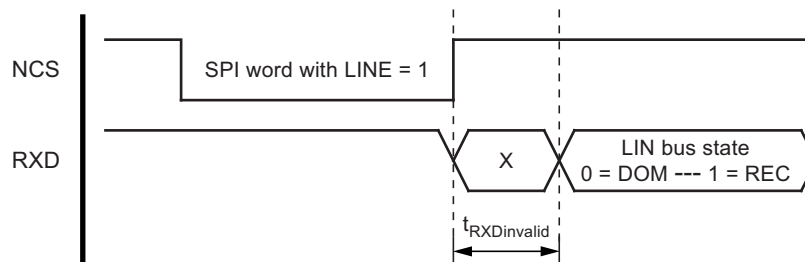 NCS
SPI word with LINE = 1
RXD
X
LIN bus state
0 = DOM --- 1 = REC
tRXDinvalid